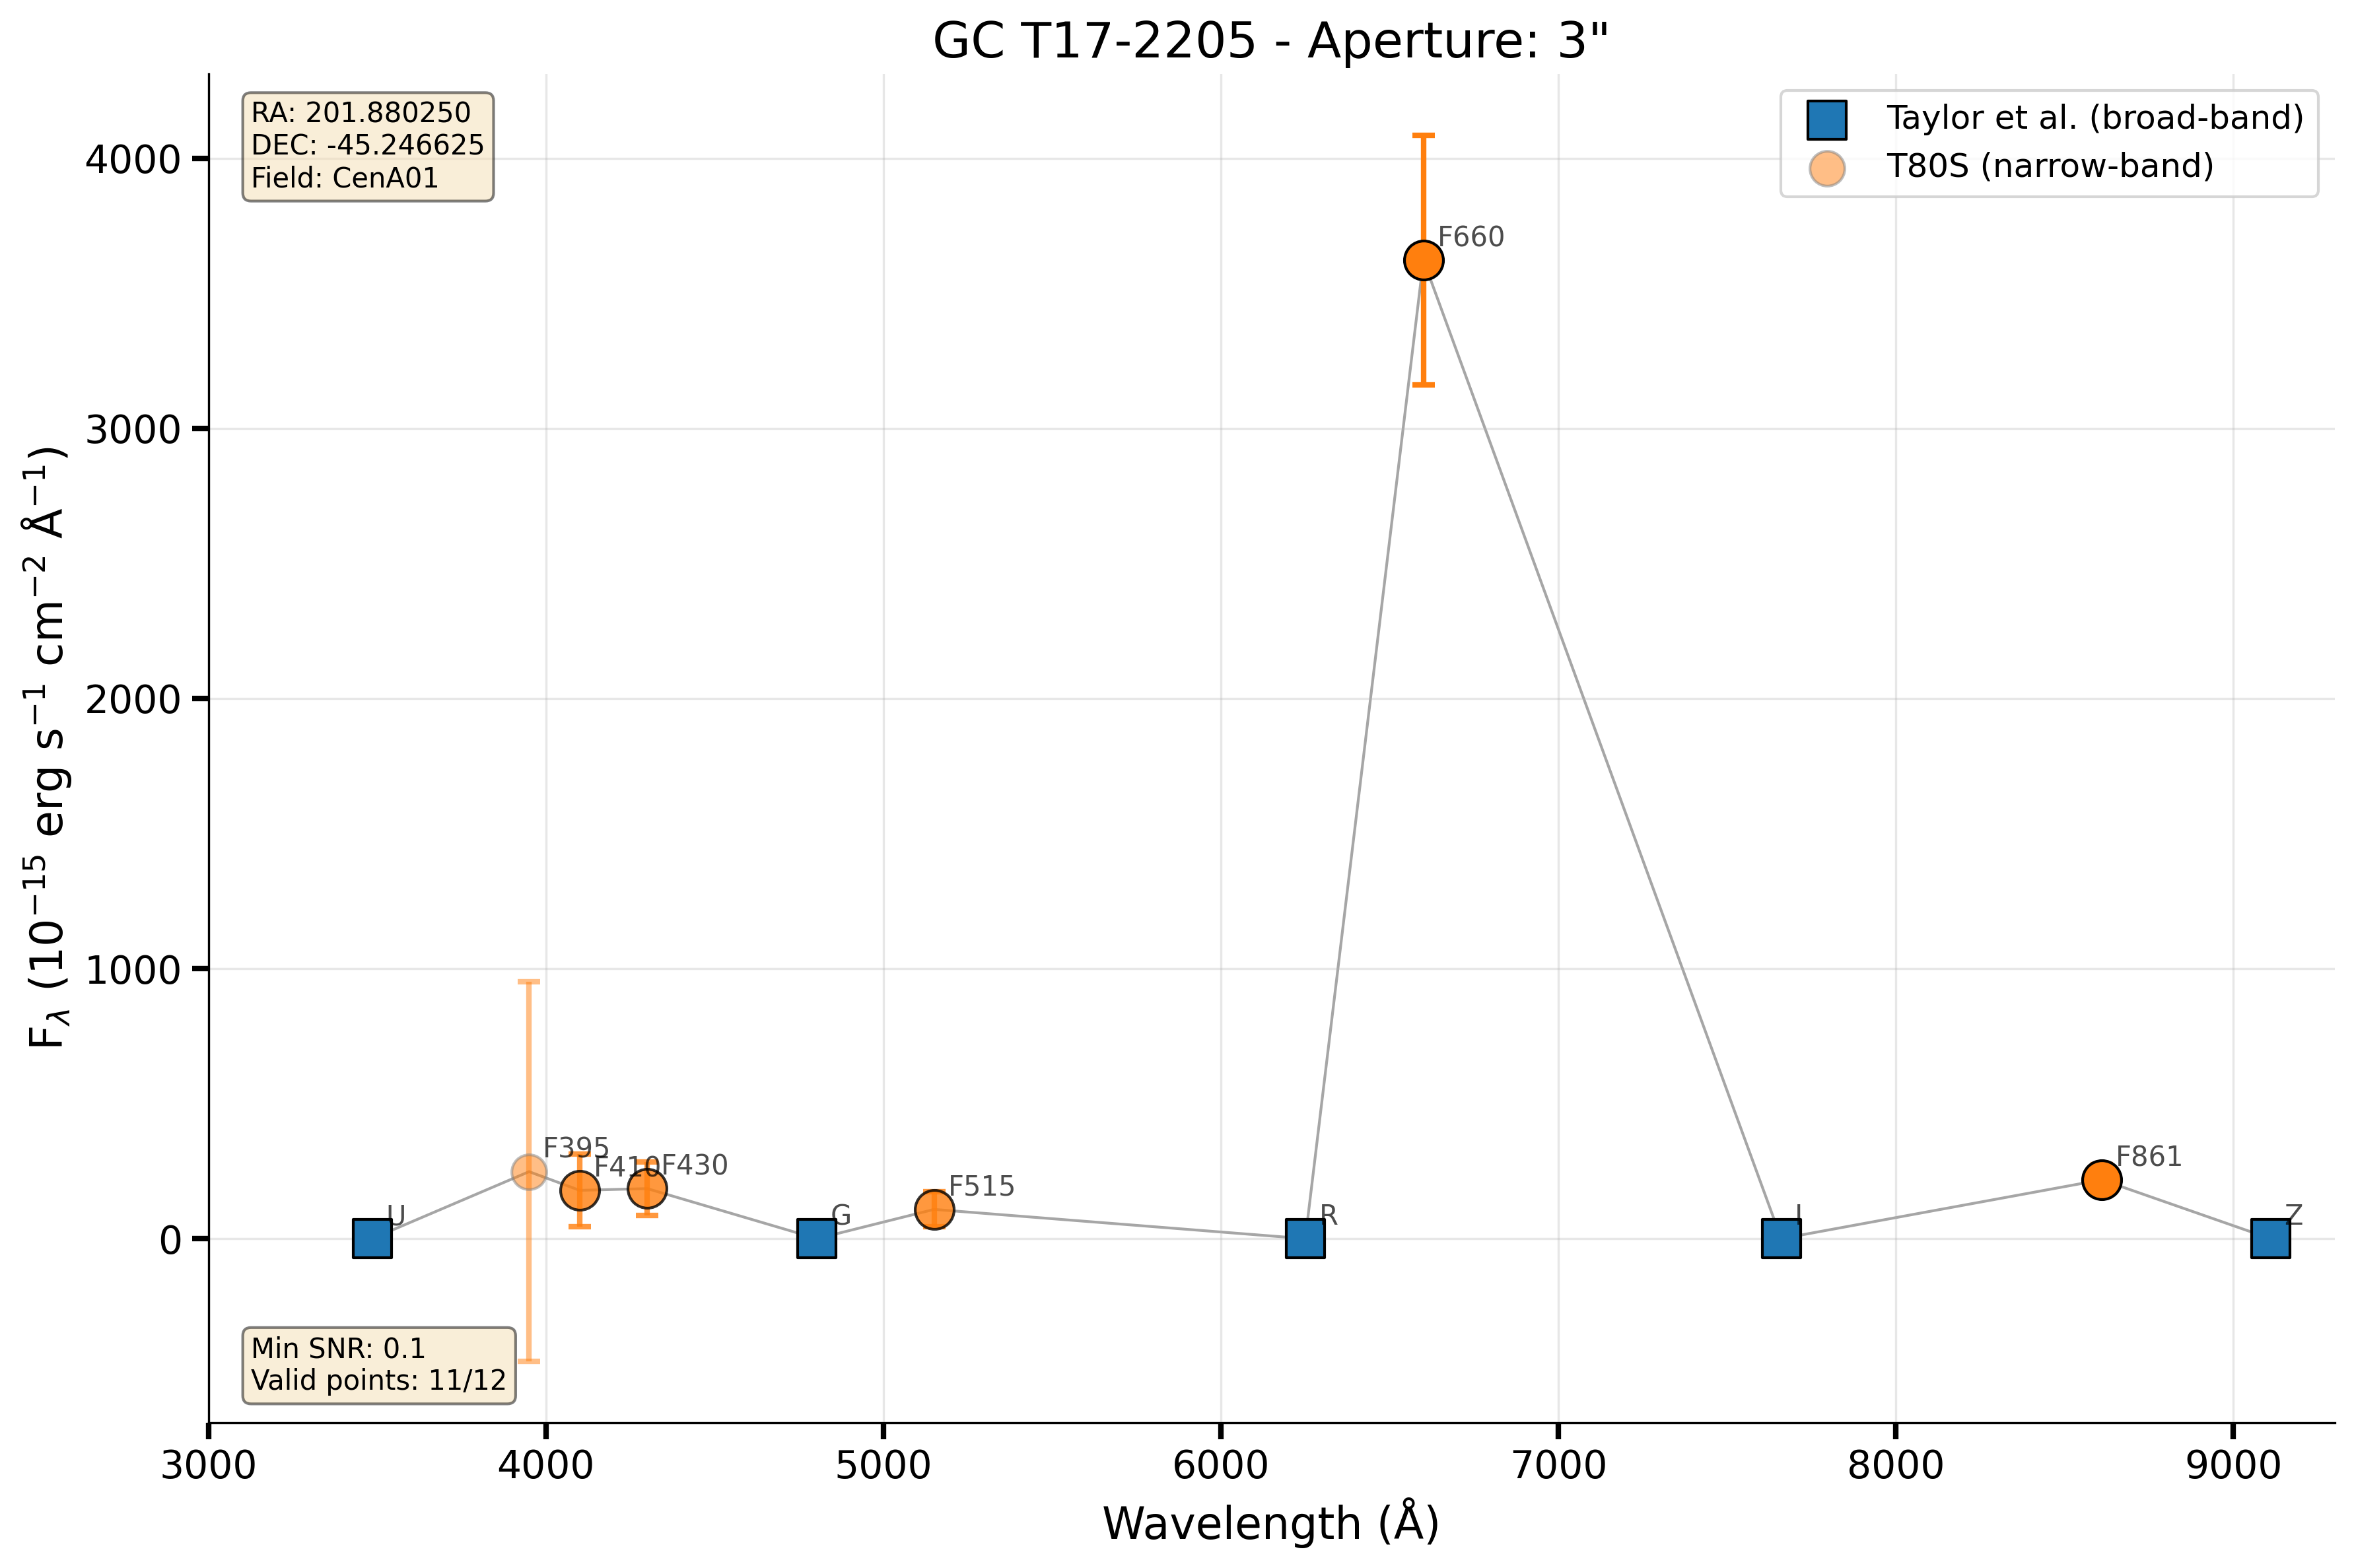 GC T17-2205 - Aperture: 3"
RA: 201.880250
DEC: -45.246625
Field: CenA01
Taylor et al. (broad-band)
T80S (narrow-band)
F660
F395
F410
F430
F515
F861
U
G
R
I
Z
4000
3000
2000
1000
0
Fλ (10⁻¹⁵ erg s⁻¹ cm⁻² Å⁻¹)
Min SNR: 0.1
Valid points: 11/12
3000 4000 5000 6000 7000 8000 9000
Wavelength (Å)